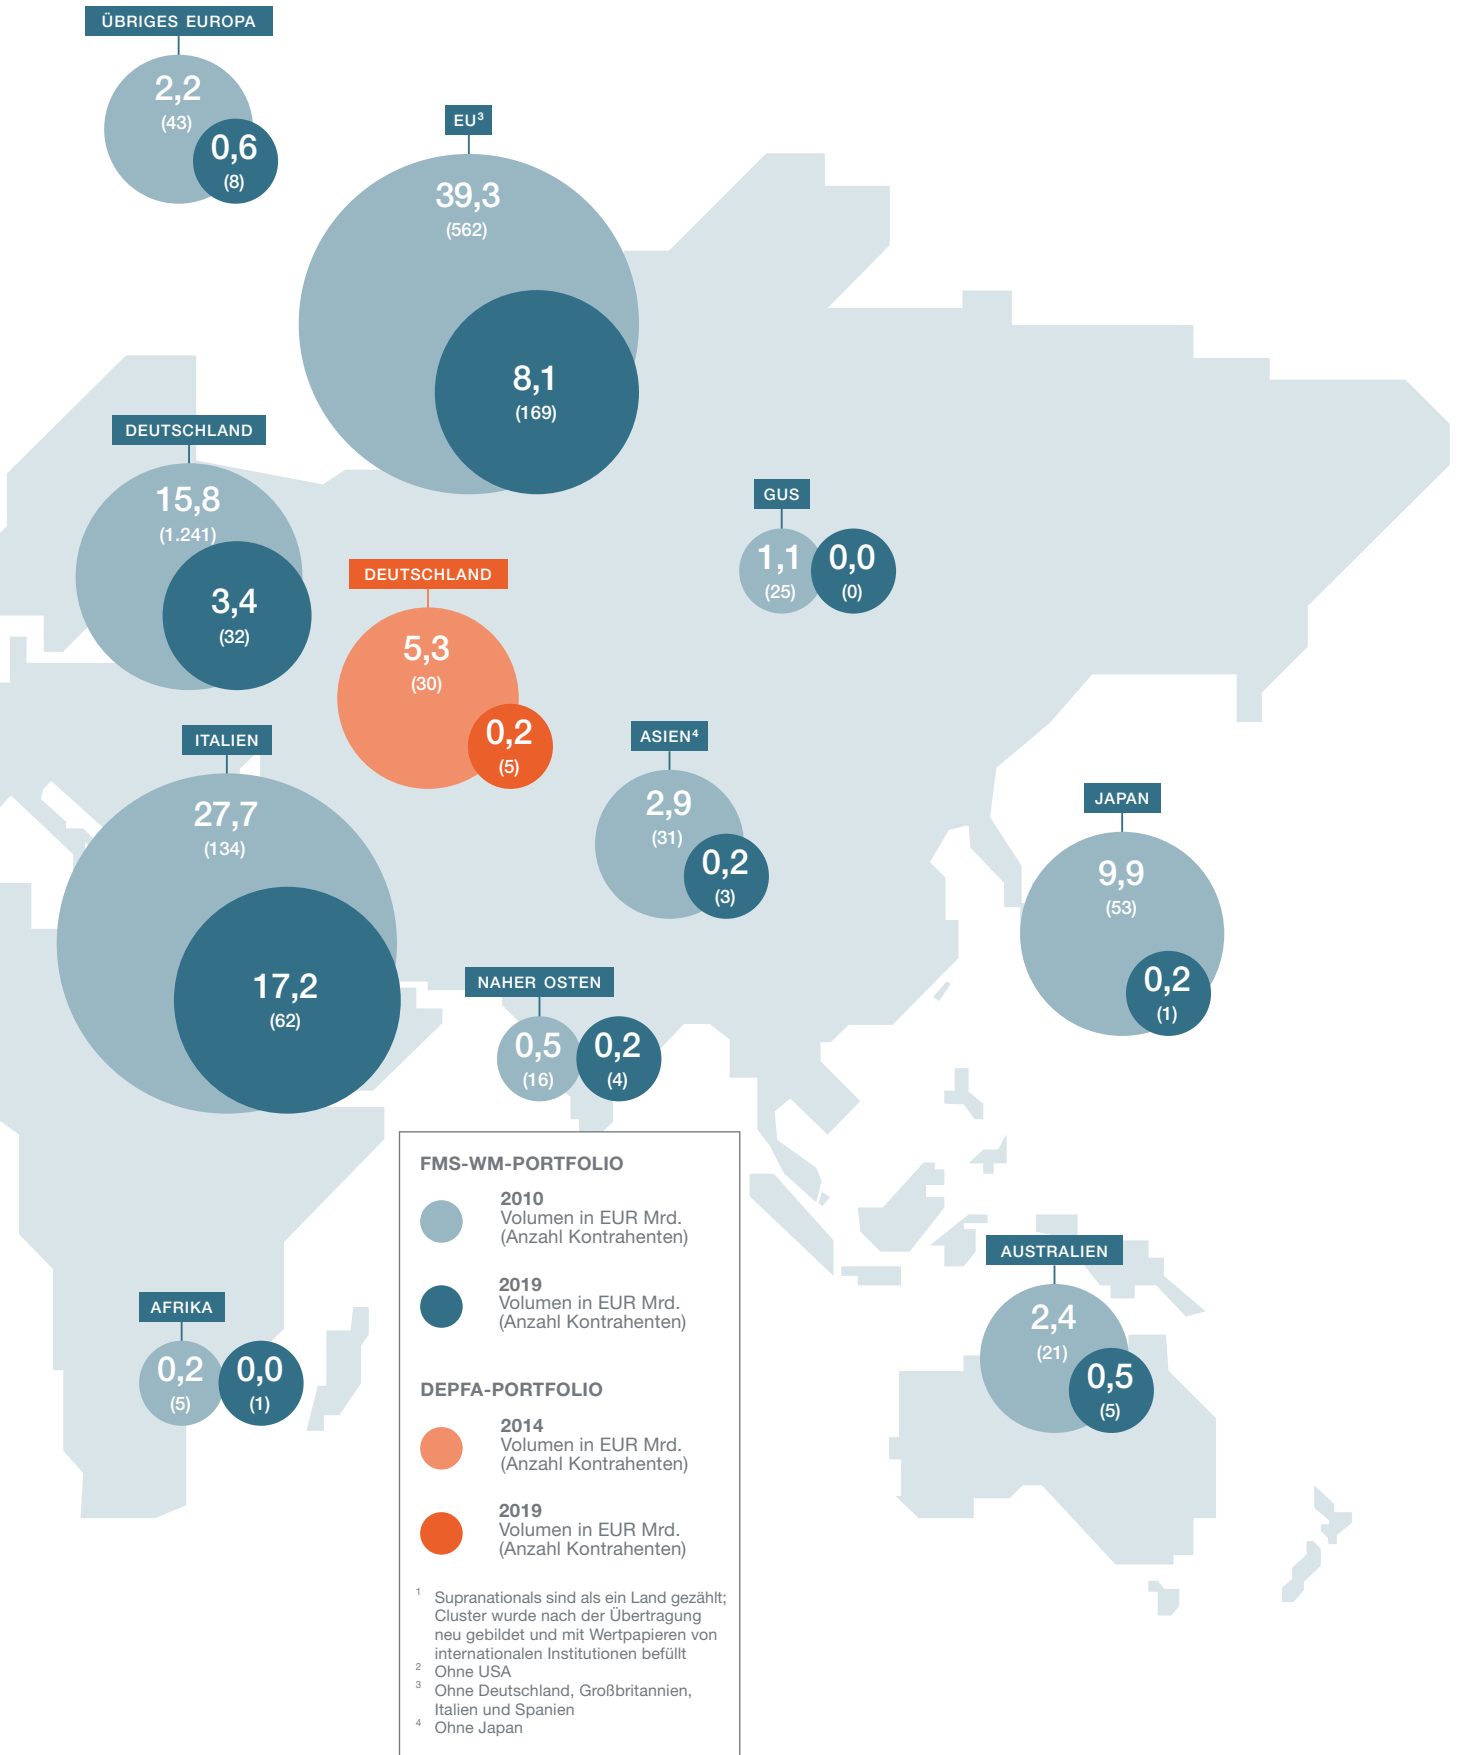 ÜBRIGES EUROPA
2,2
(43)
0,6
(8)
EU³
39,3
(562)
8,1
(169)
DEUTSCHLAND
15,8
(1.241)
3,4
(32)
GUS
1,1
(25)
0,0
(0)
DEUTSCHLAND
5,3
(30)
0,2
(5)
ITALIEN
27,7
(134)
17,2
(62)
ASIEN⁴
2,9
(31)
0,2
(3)
JAPAN
9,9
(53)
0,2
(1)
NAHER OSTEN
0,5
(16)
0,2
(4)
AUSTRALIEN
2,4
(21)
0,5
(5)
AFRIKA
0,2
(5)
0,0
(1)
FMS-WM-PORTFOLIO
2010
Volumen in EUR Mrd.
(Anzahl Kontrahenten)
2019
Volumen in EUR Mrd.
(Anzahl Kontrahenten)
DEPFA-PORTFOLIO
2014
Volumen in EUR Mrd.
(Anzahl Kontrahenten)
2019
Volumen in EUR Mrd.
(Anzahl Kontrahenten)
¹ Supranationals sind als ein Land gezählt;
Cluster wurde nach der Übertragung
neu gebildet und mit Wertpapieren von
internationalen Institutionen befüllt
² Ohne USA
³ Ohne Deutschland, Großbritannien,
Italien und Spanien
⁴ Ohne Japan